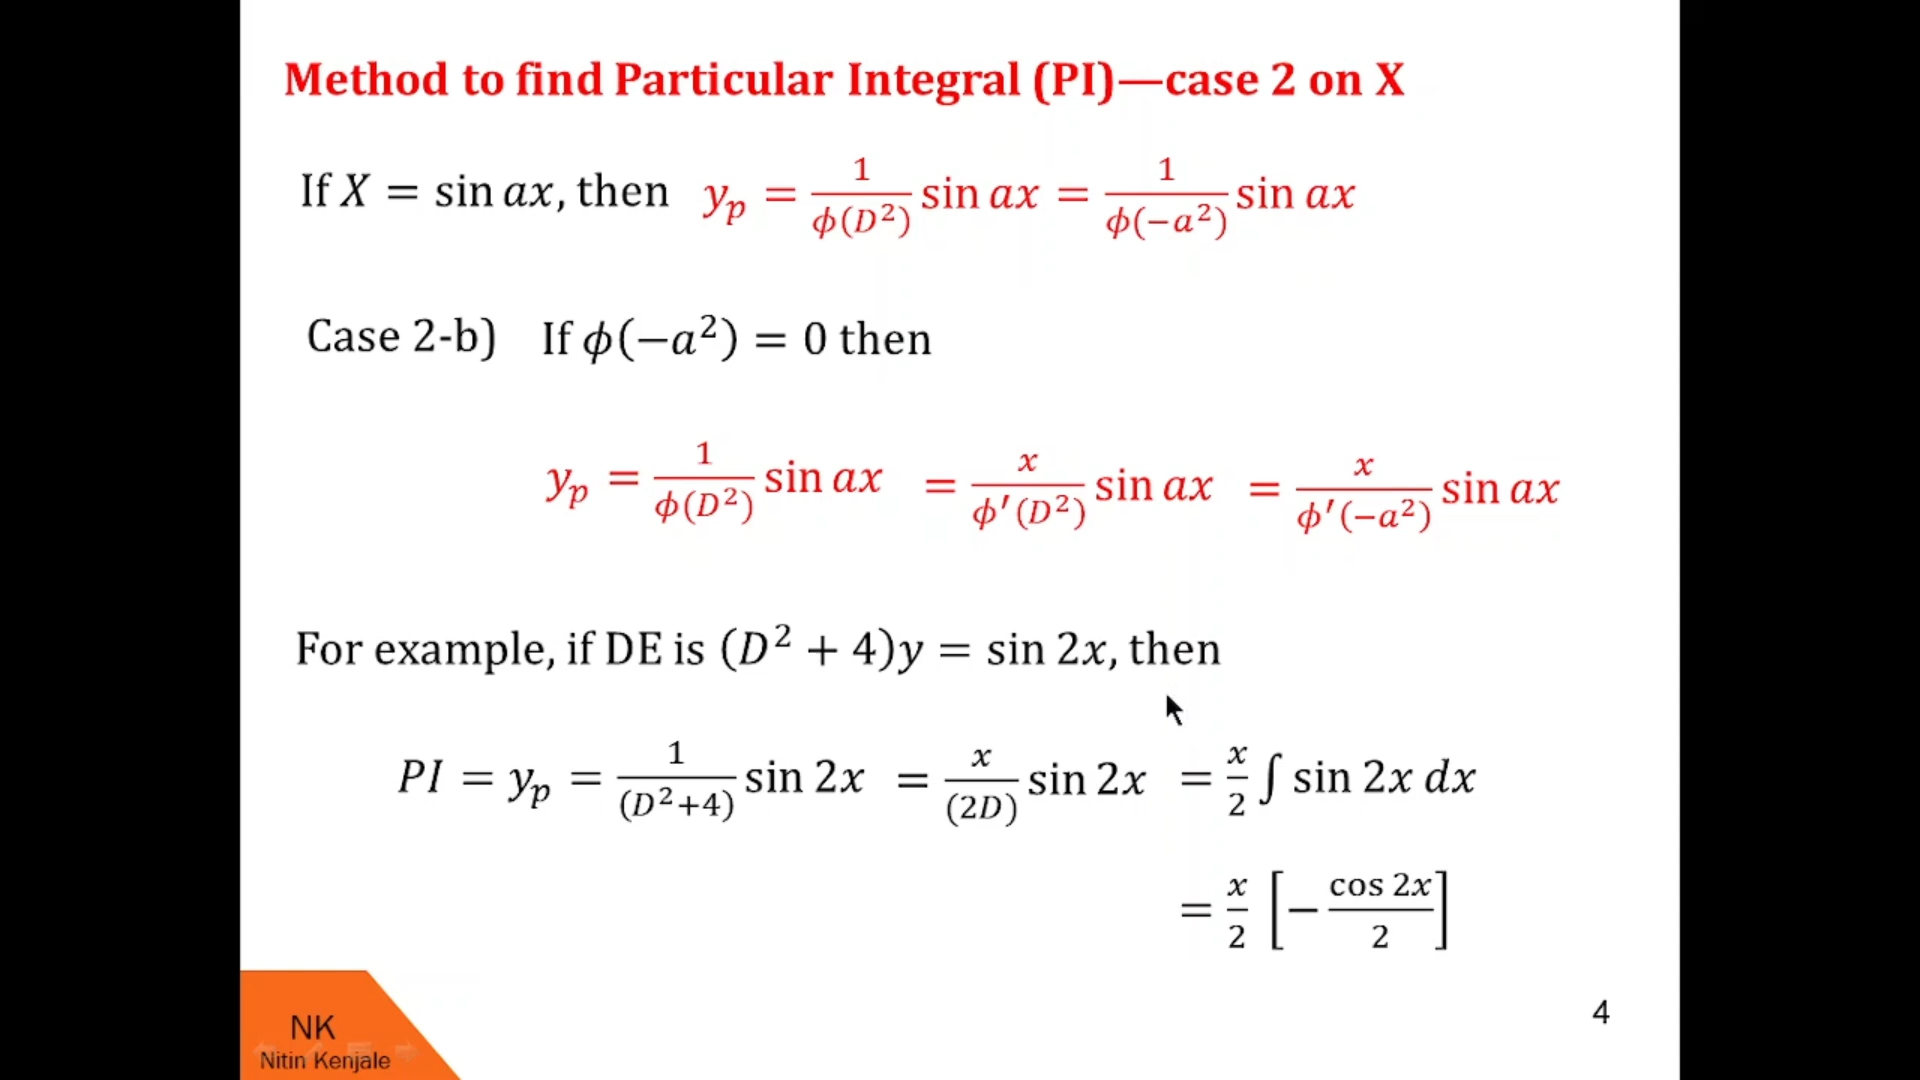 Method to find Particular Integral (PI)—case 2 on X
If X = sin ax, then y_p = 1/ϕ(D²) sin ax = 1/ϕ(−a²) sin ax
Case 2-b) If ϕ(−a²) = 0 then
y_p = 1/ϕ(D²) sin ax = x/ϕ′(D²) sin ax = x/ϕ′(−a²) sin ax
For example, if DE is (D² + 4)y = sin 2x, then
PI = y_p = 1/(D²+4) sin 2x = x/(2D) sin 2x = x/2 ∫ sin 2x dx
= x/2 [− cos 2x/2]
4
NK
Nitin Kenjale